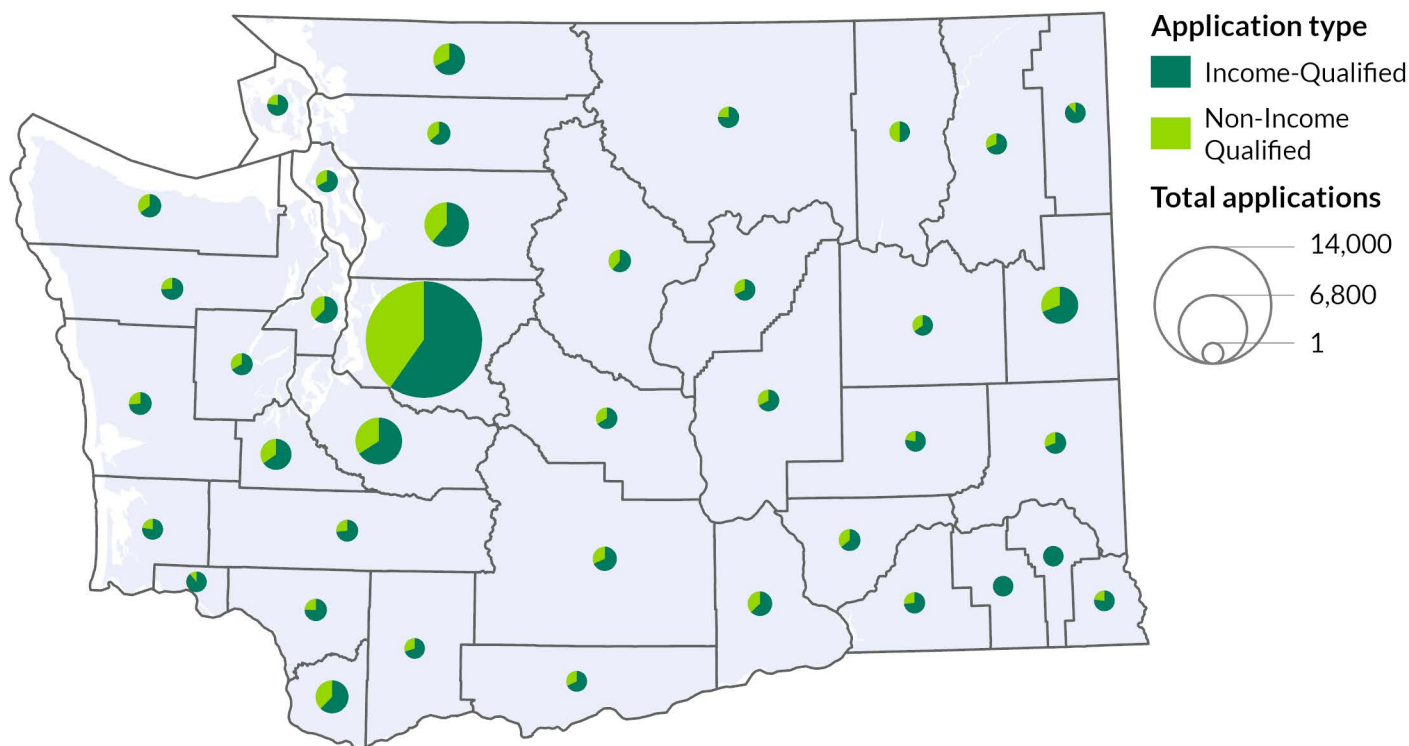 Application type
Income-Qualified
Non-Income
Qualified
Total applications
14,000
6,800
1